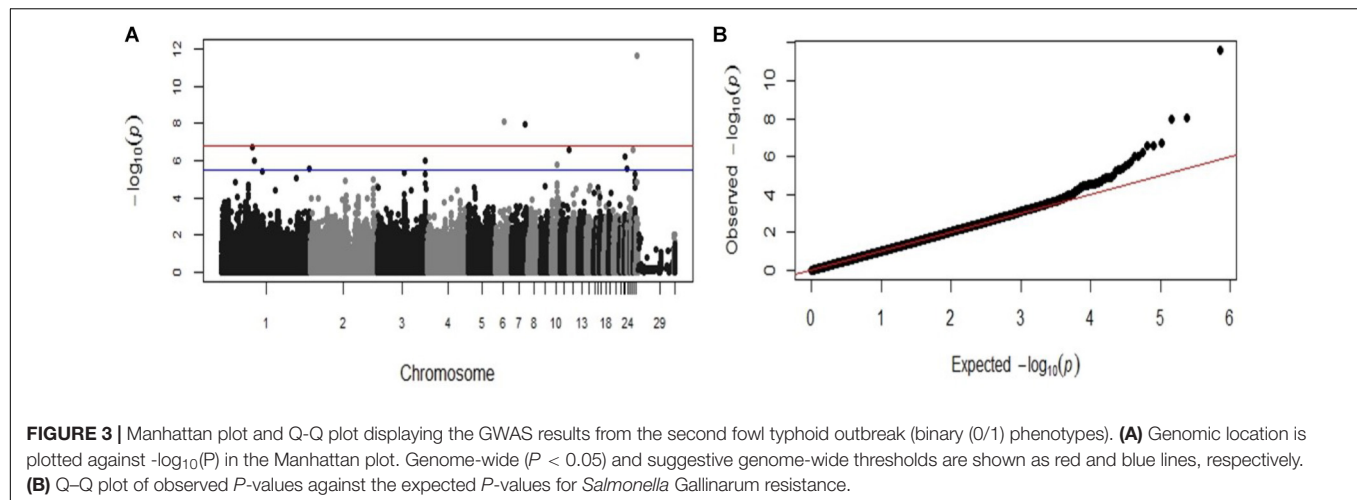 A
B
12
10
8
6
4
2
0
−log10(p)
1 2 3 4 5 6 7 8 10 13 18 24 29
Chromosome
10
8
6
4
2
0
Observed −log10(p)
0 1 2 3 4 5 6
Expected −log10(p)
FIGURE 3 | Manhattan plot and Q-Q plot displaying the GWAS results from the second fowl typhoid outbreak (binary (0/1) phenotypes). (A) Genomic location is
plotted against -log10(P) in the Manhattan plot. Genome-wide (P < 0.05) and suggestive genome-wide thresholds are shown as red and blue lines, respectively.
(B) Q–Q plot of observed P-values against the expected P-values for Salmonella Gallinarum resistance.